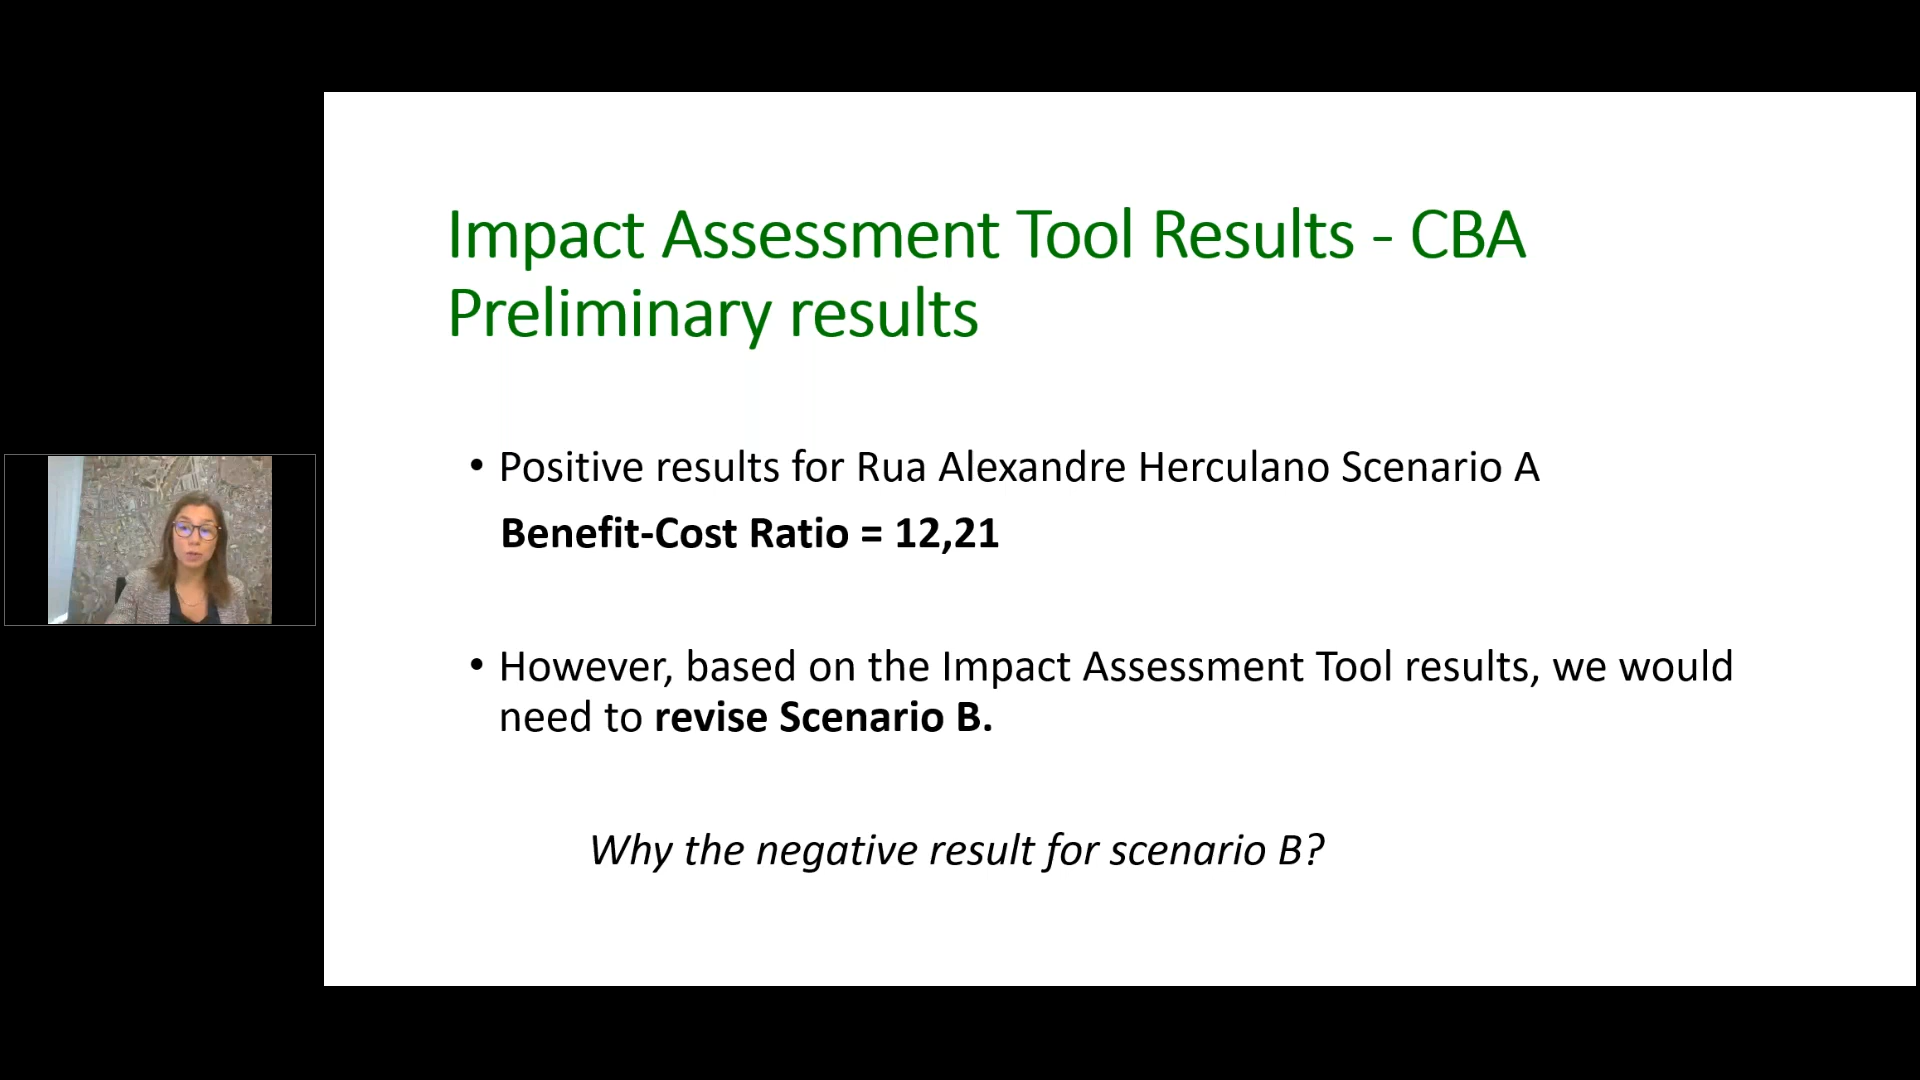 Impact Assessment Tool Results - CBA
Preliminary results
• Positive results for Rua Alexandre Herculano Scenario A
Benefit-Cost Ratio = 12,21
• However, based on the Impact Assessment Tool results, we would
need to revise Scenario B.
Why the negative result for scenario B?